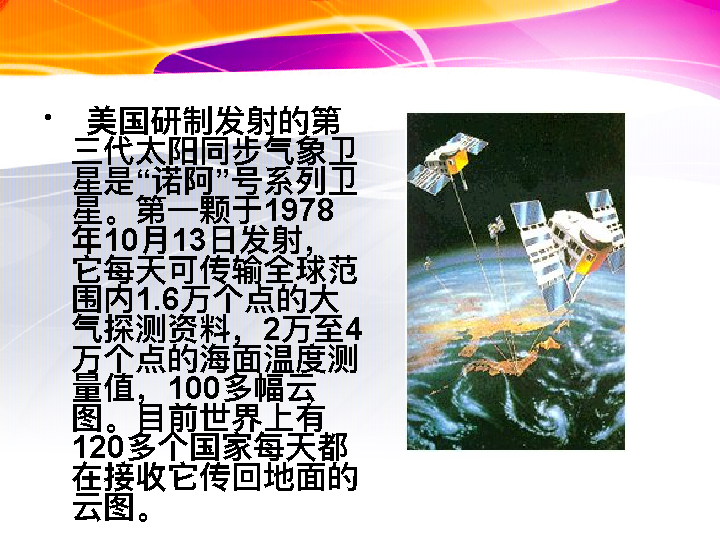 • 美国研制发射的第
三代太阳同步气象卫
星是“诺阿”号系列卫
星。第一颗于1978
年10月13日发射，
它每天可传输全球范
围内1.6万个点的大
气探测资料，2万至4
万个点的海面温度测
量值，100多幅云
图。目前世界上有
120多个国家每天都
在接收它传回地面的
云图。